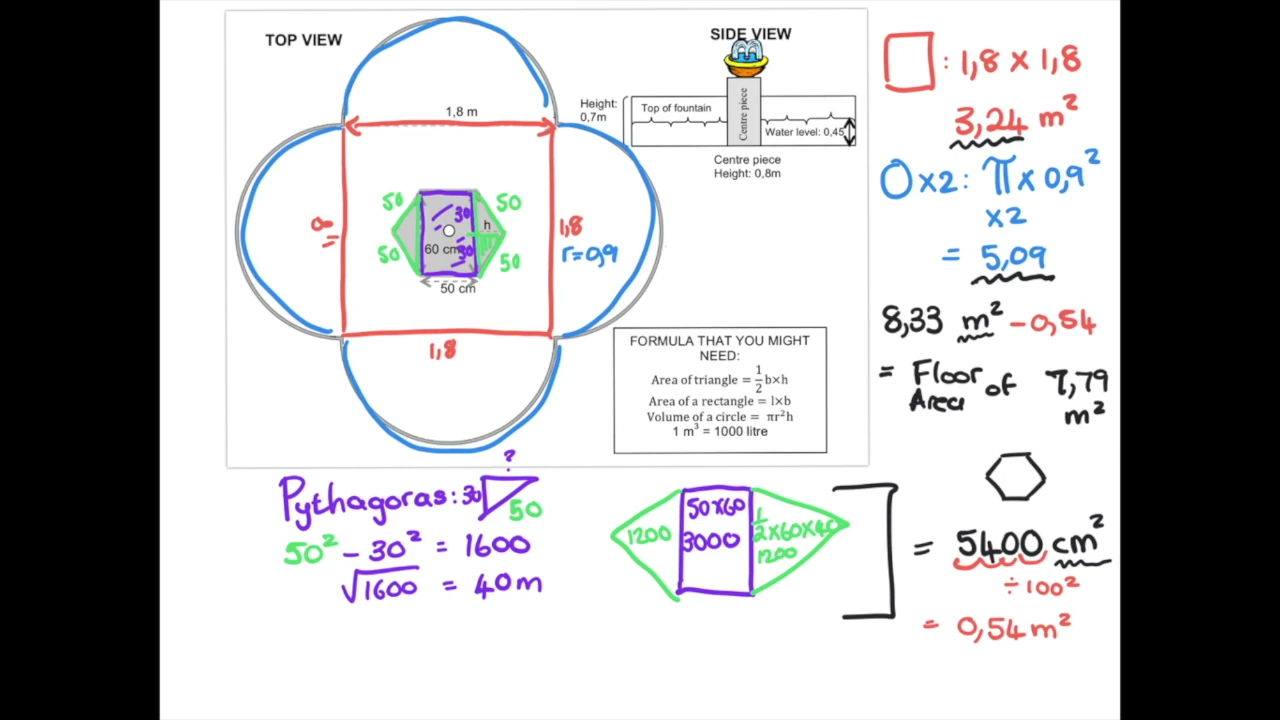 TOP VIEW
SIDE VIEW
1,8 m
Height:
0,7m
Top of fountain
Centre piece
Water level: 0,45
Centre piece
Height: 0,8m
50
50
30
h
60 cm
30
50
50
50 cm
1,8
r=0,9
1,8
FORMULA THAT YOU MIGHT
NEED:
Area of triangle = 1/2 b×h
Area of a rectangle = l×b
Volume of a circle = πr²h
1 m³ = 1000 litre
: 1,8 × 1,8
3,24 m²
O×2: π × 0,9²
×2
= 5,09
8,33 m² - 0,54
= Floor Area of 7,79 m²
Pythagoras: 30
?
50
50² - 30² = 1600
√1600 = 40m
1200
50×60
3000
1/2×60×40
1200
= 5400 cm²
÷100²
= 0,54 m²